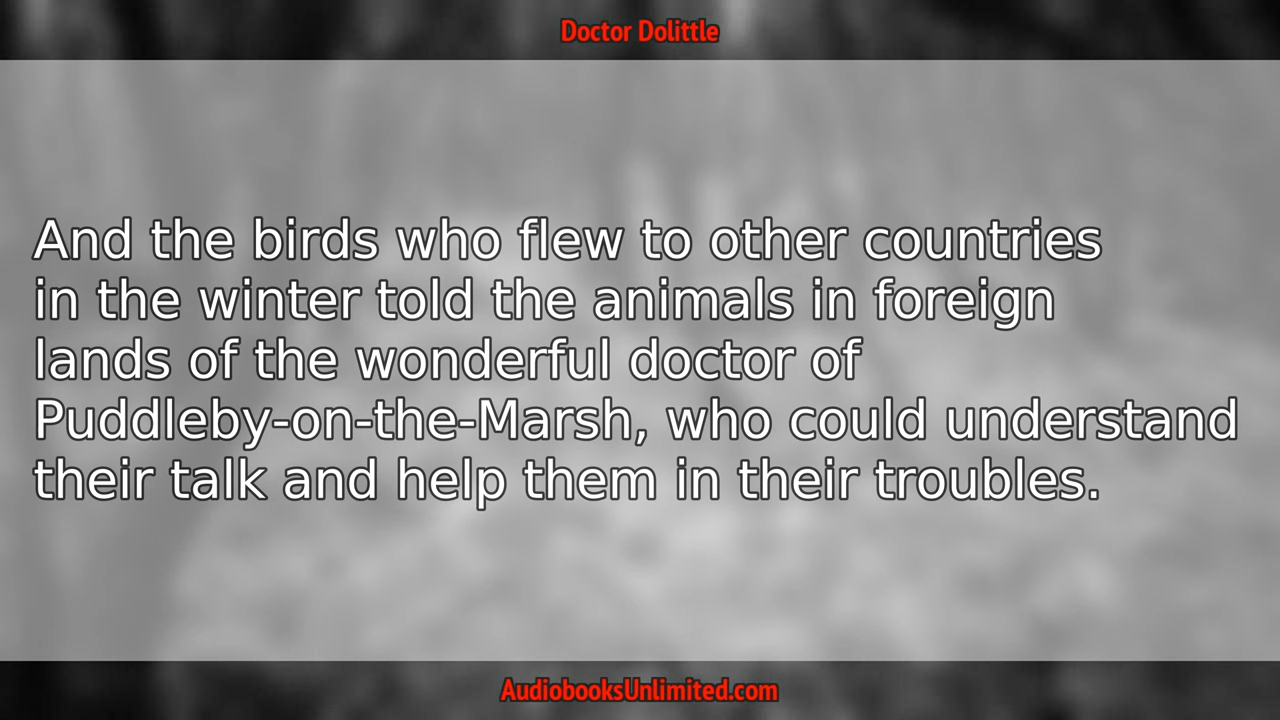 Doctor Dolittle
And the birds who flew to other countries
in the winter told the animals in foreign
lands of the wonderful doctor of
Puddleby-on-the-Marsh, who could understand
their talk and help them in their troubles.
AudiobooksUnlimited.com